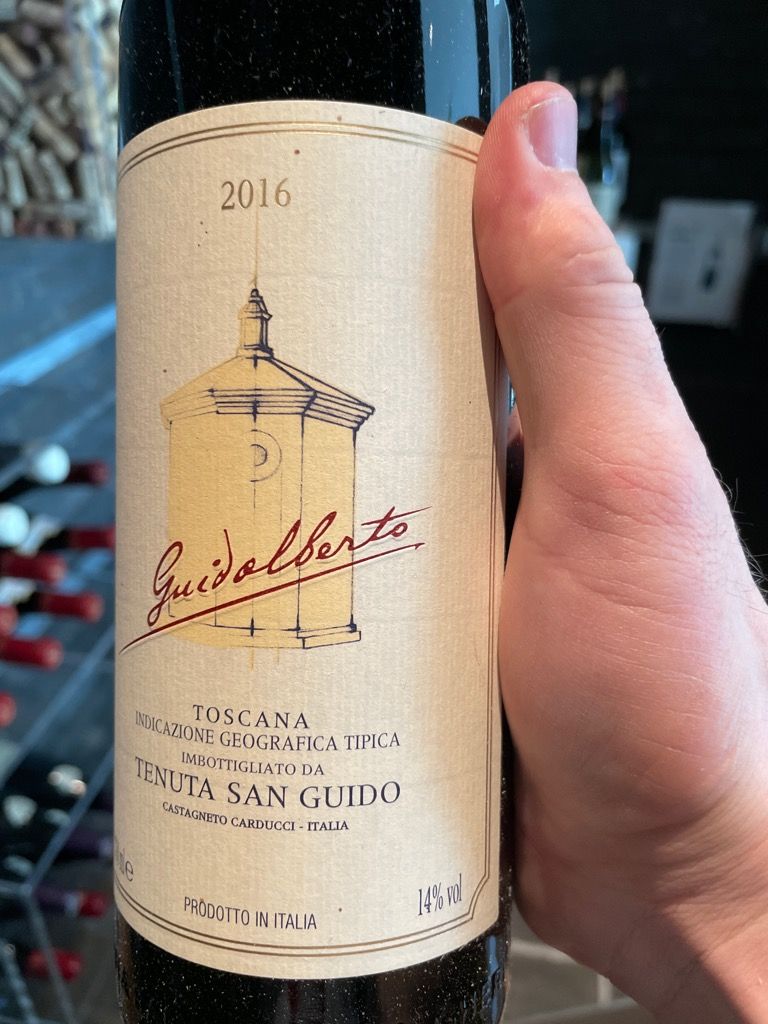 2016
Guidalberto
TOSCANA
INDICAZIONE GEOGRAFICA TIPICA
IMBOTTIGLIATO DA
TENUTA SAN GUIDO
CASTAGNETO CARDUCCI - ITALIA
ml e
PRODOTTO IN ITALIA
14% vol